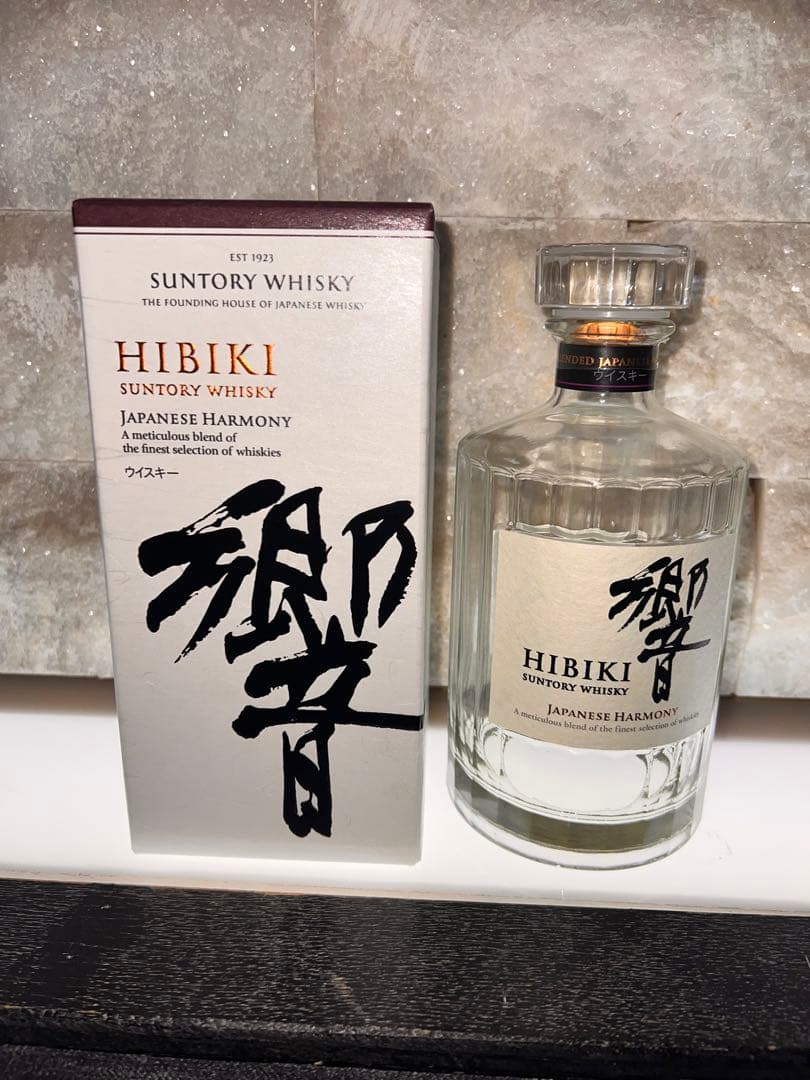 EST 1923
SUNTORY WHISKY
THE FOUNDING HOUSE OF JAPANESE WHISKY
HIBIKI
SUNTORY WHISKY
JAPANESE HARMONY
A meticulous blend of
the finest selection of whiskies
ウイスキー
響
BLENDED JAPANESE
ウイスキー
響
HIBIKI
SUNTORY WHISKY
JAPANESE HARMONY
A meticulous blend of the finest selection of whiskies